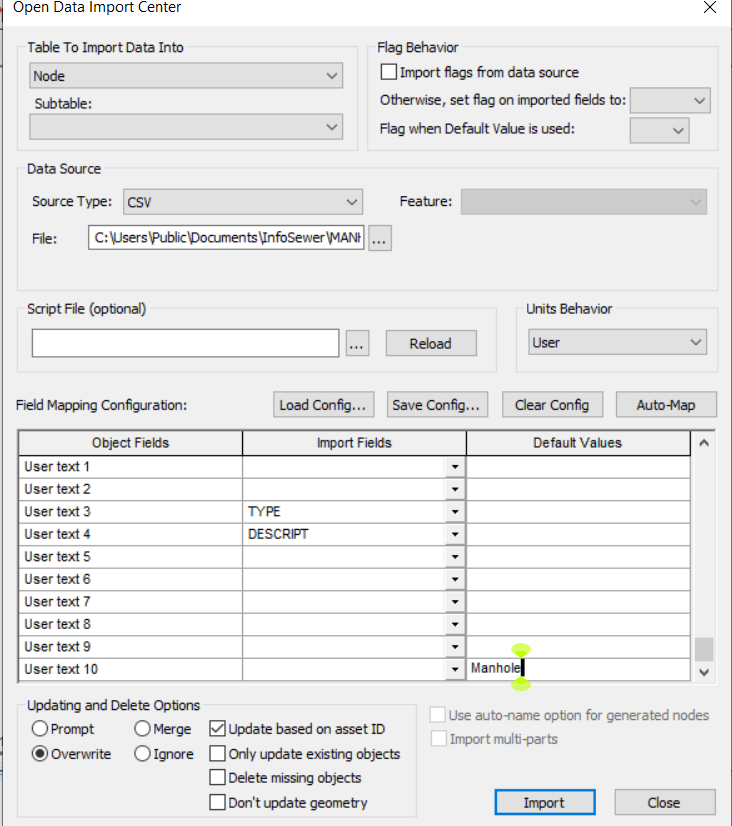 Open Data Import Center
Table To Import Data Into
Node
Subtable:
Flag Behavior
Import flags from data source
Otherwise, set flag on imported fields to:
Flag when Default Value is used:
Data Source
Source Type: CSV Feature:
File: C:\Users\Public\Documents\InfoSewer\MANH ...
Script File (optional)
... Reload
Units Behavior
User
Field Mapping Configuration: Load Config... Save Config... Clear Config Auto-Map
Object Fields Import Fields Default Values
User text 1
User text 2
User text 3 TYPE
User text 4 DESCRIPT
User text 5
User text 6
User text 7
User text 8
User text 9
User text 10 Manhole
Updating and Delete Options
Prompt Merge Update based on asset ID
Overwrite Ignore Only update existing objects
Delete missing objects
Don't update geometry
Use auto-name option for generated nodes
Import multi-parts
Import Close